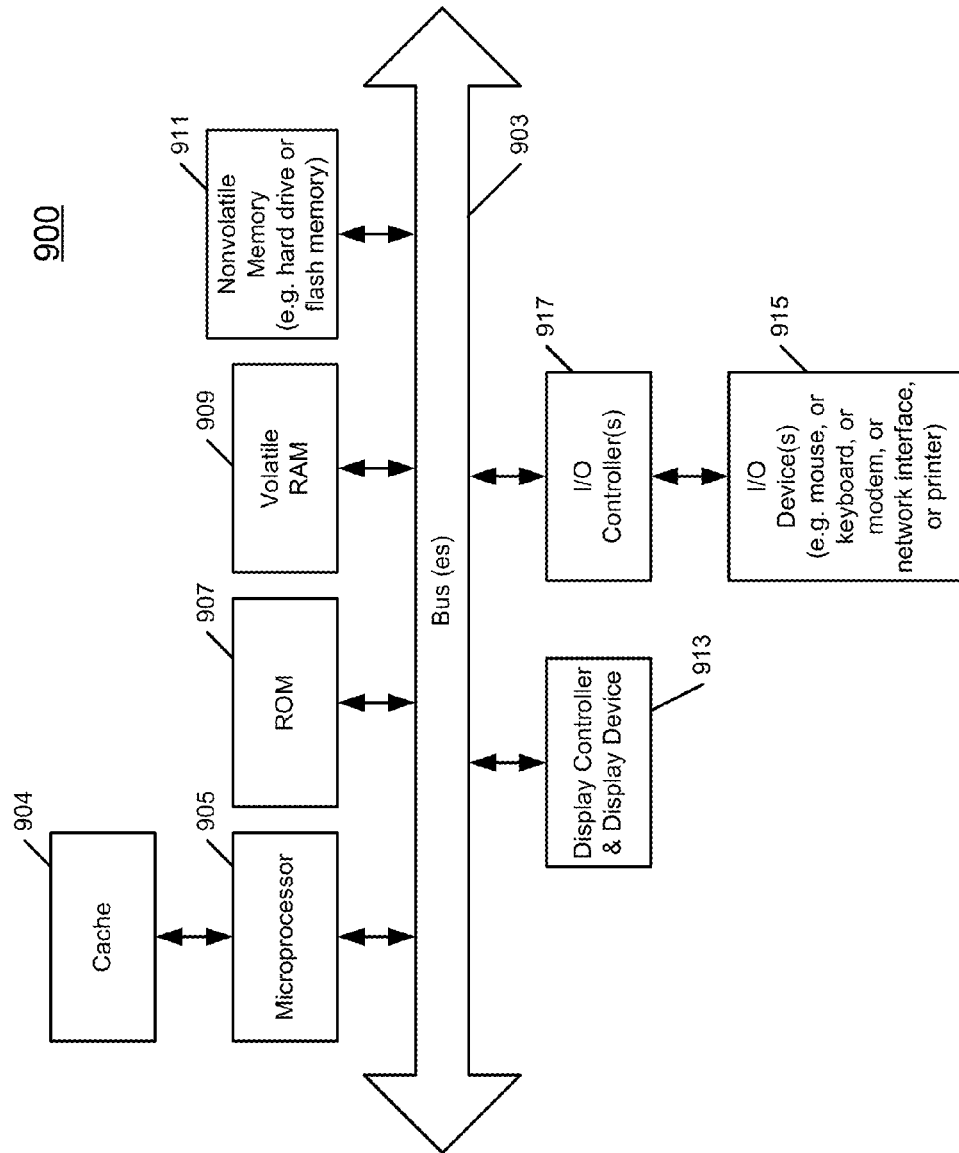 900
904
Cache
905
Microprocessor
907
ROM
909
Volatile
RAM
911
Nonvolatile
Memory
(e.g. hard drive or
flash memory)
Bus (es)
903
Display Controller
& Display Device
913
I/O
Controller(s)
917
I/O
Device(s)
(e.g. mouse, or
keyboard, or
modem, or
network interface,
or printer)
915